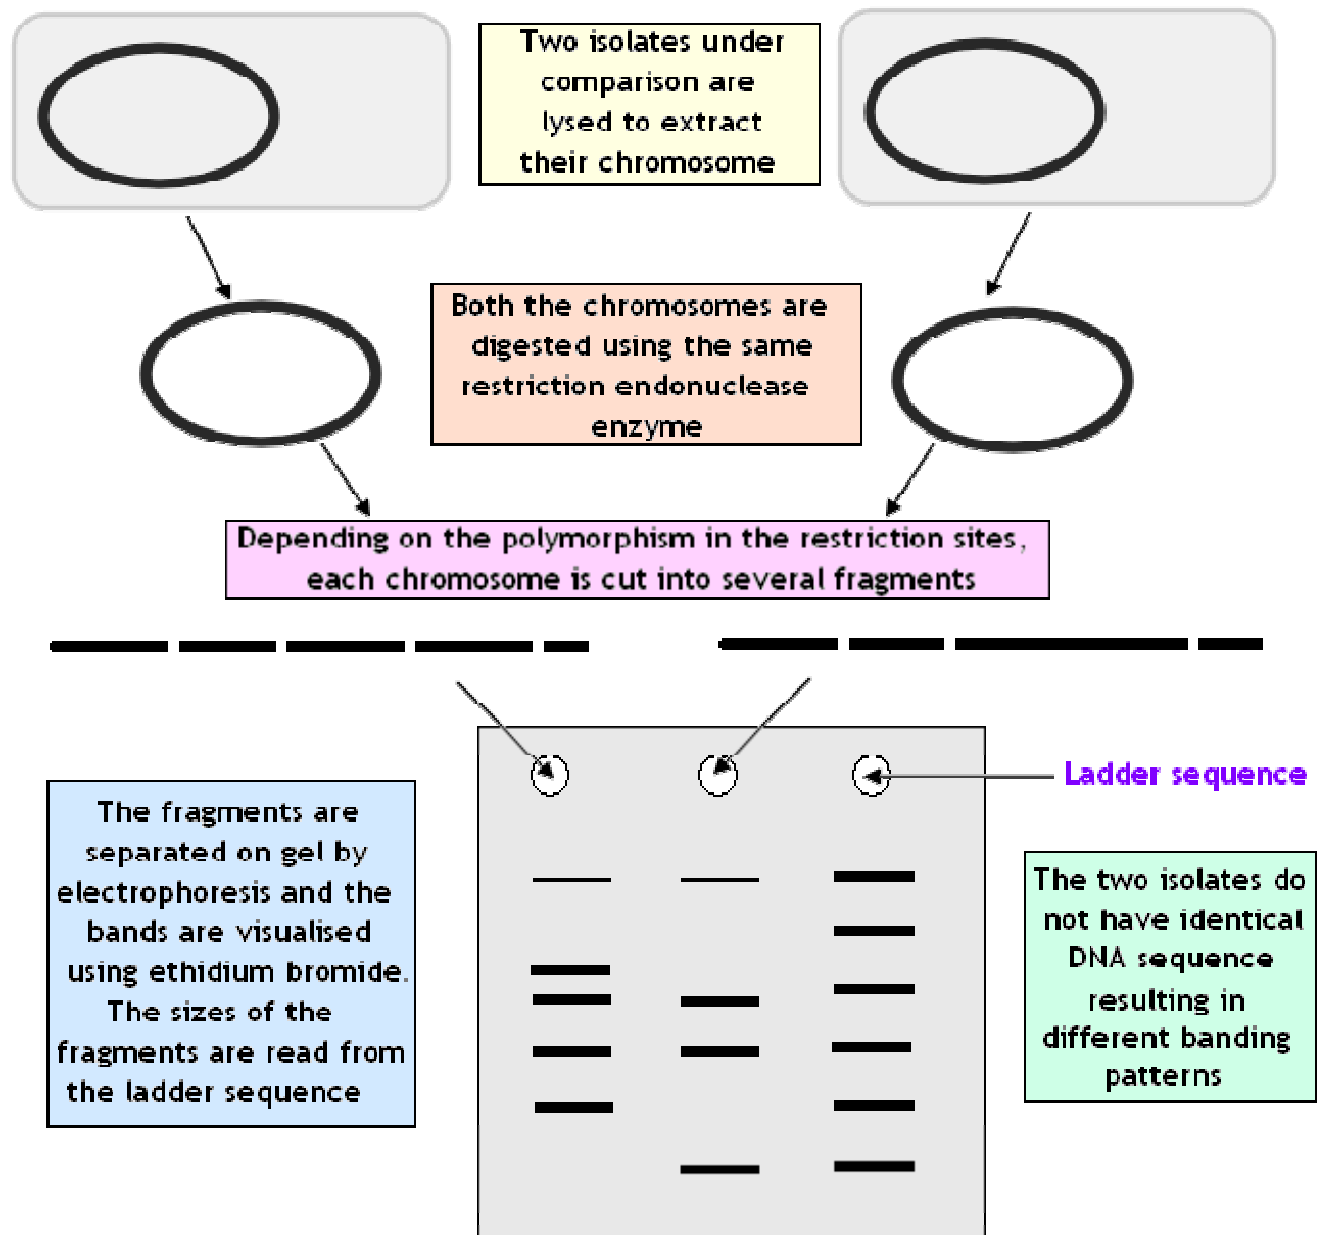 Two isolates under
comparison are
lysed to extract
their chromosome
Both the chromosomes are
digested using the same
restriction endonuclease
enzyme
Depending on the polymorphism in the restriction sites,
each chromosome is cut into several fragments
Ladder sequence
The fragments are
separated on gel by
electrophoresis and the
bands are visualised
using ethidium bromide.
The sizes of the
fragments are read from
the ladder sequence
The two isolates do
not have identical
DNA sequence
resulting in
different banding
patterns